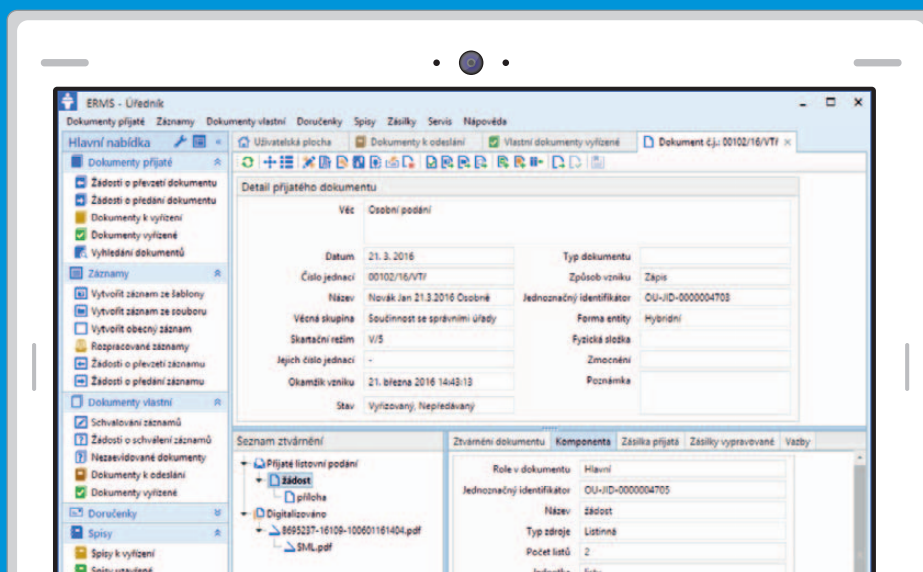 ERMS - Úředník
Dokumenty přijaté Záznamy Dokumenty vlastní Doručenky Spisy Zásilky Servis Nápověda
Hlavní nabídka
Uživatelská plocha Dokumenty k odeslání Vlastní dokumenty vyřízené Dokument č.j.: 00102/16/VTř
Dokumenty přijaté
Žádosti o převzetí dokumentu
Žádosti o předání dokumentu
Dokumenty k vyřízení
Dokumenty vyřízené
Vyhledání dokumentů
Záznamy
Vytvořit záznam ze šablony
Vytvořit záznam ze souboru
Vytvořit obecný záznam
Rozpracované záznamy
Žádosti o převzetí záznamu
Žádosti o předání záznamu
Dokumenty vlastní
Schvalování záznamů
Žádosti o schválení záznamů
Nezaevidované dokumenty
Dokumenty k odeslání
Dokumenty vyřízené
Doručenky
Spisy
Spisy k vyřízení
Spisy uzavřené
Detail přijatého dokumentu
Věc Osobní podání
Datum 21. 3. 2016 Typ dokumentu
Číslo jednací 00102/16/VTř Způsob vzniku Zápis
Název Novák Jan 21.3.2016 Osobně Jednoznačný identifikátor OU-JID-0000004703
Věcná skupina Součinnost se správními úřady Forma entity Hybridní
Skartační režim V/5 Fyzická složka
Jejich číslo jednací - Zmocnění
Okamžik vzniku 21. března 2016 14:43:13 Poznámka
Stav Vyřizovaný, Nepředávaný
Seznam ztvárnění
Přijaté listovní podání
žádost
příloha
Digitalizováno
8695237-16109-100601161404.pdf
SML.pdf
Ztvárnění dokumentu Komponenta Zásilka přijatá Zásilky vypravované Vazby
Role v dokumentu Hlavní
Jednoznačný identifikátor OU-JID-0000004705
Název žádost
Typ zdroje Listinná
Počet listů 2
Jednotka listy